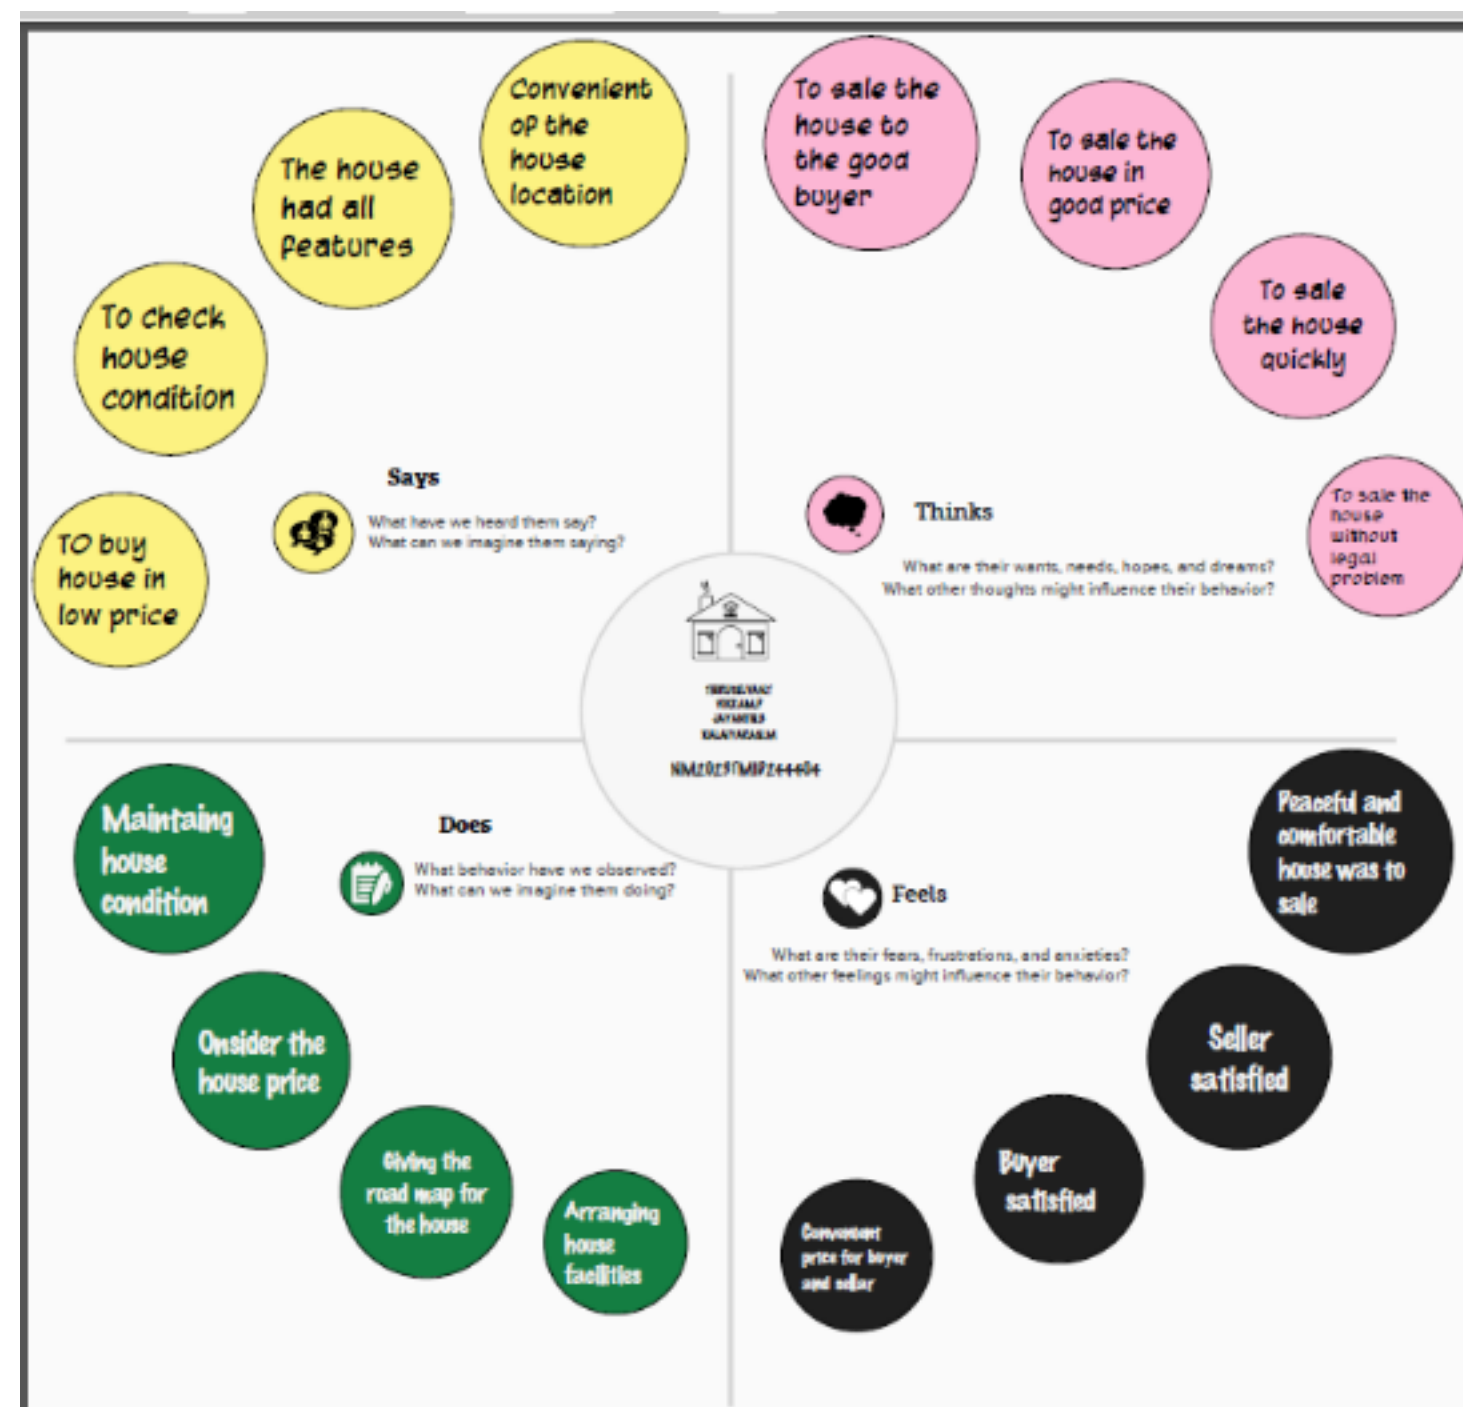 Convenient
of the
house
location
The house
had all
features
To check
house
condition
TO buy
house in
low price
Says
What have we heard them say?
What can we imagine them saying?
To sale the
house to
the good
buyer
To sale the
house in
good price
To sale
the house
quickly
To sale the
house
without
legal
problem
Thinks
What are their wants, needs, hopes, and dreams?
What other thoughts might influence their behavior?
Maintaing
house
condition
Onsider the
house price
Giving the
road map for
the house
Arranging
house
facilities
Does
What behavior have we observed?
What can we imagine them doing?
Feels
What are their fears, frustrations, and anxieties?
What other feelings might influence their behavior?
Peaceful and
comfortable
house was to
sale
Seller
satisfied
Buyer
satisfied
Convenient
price for buyer
and sellar